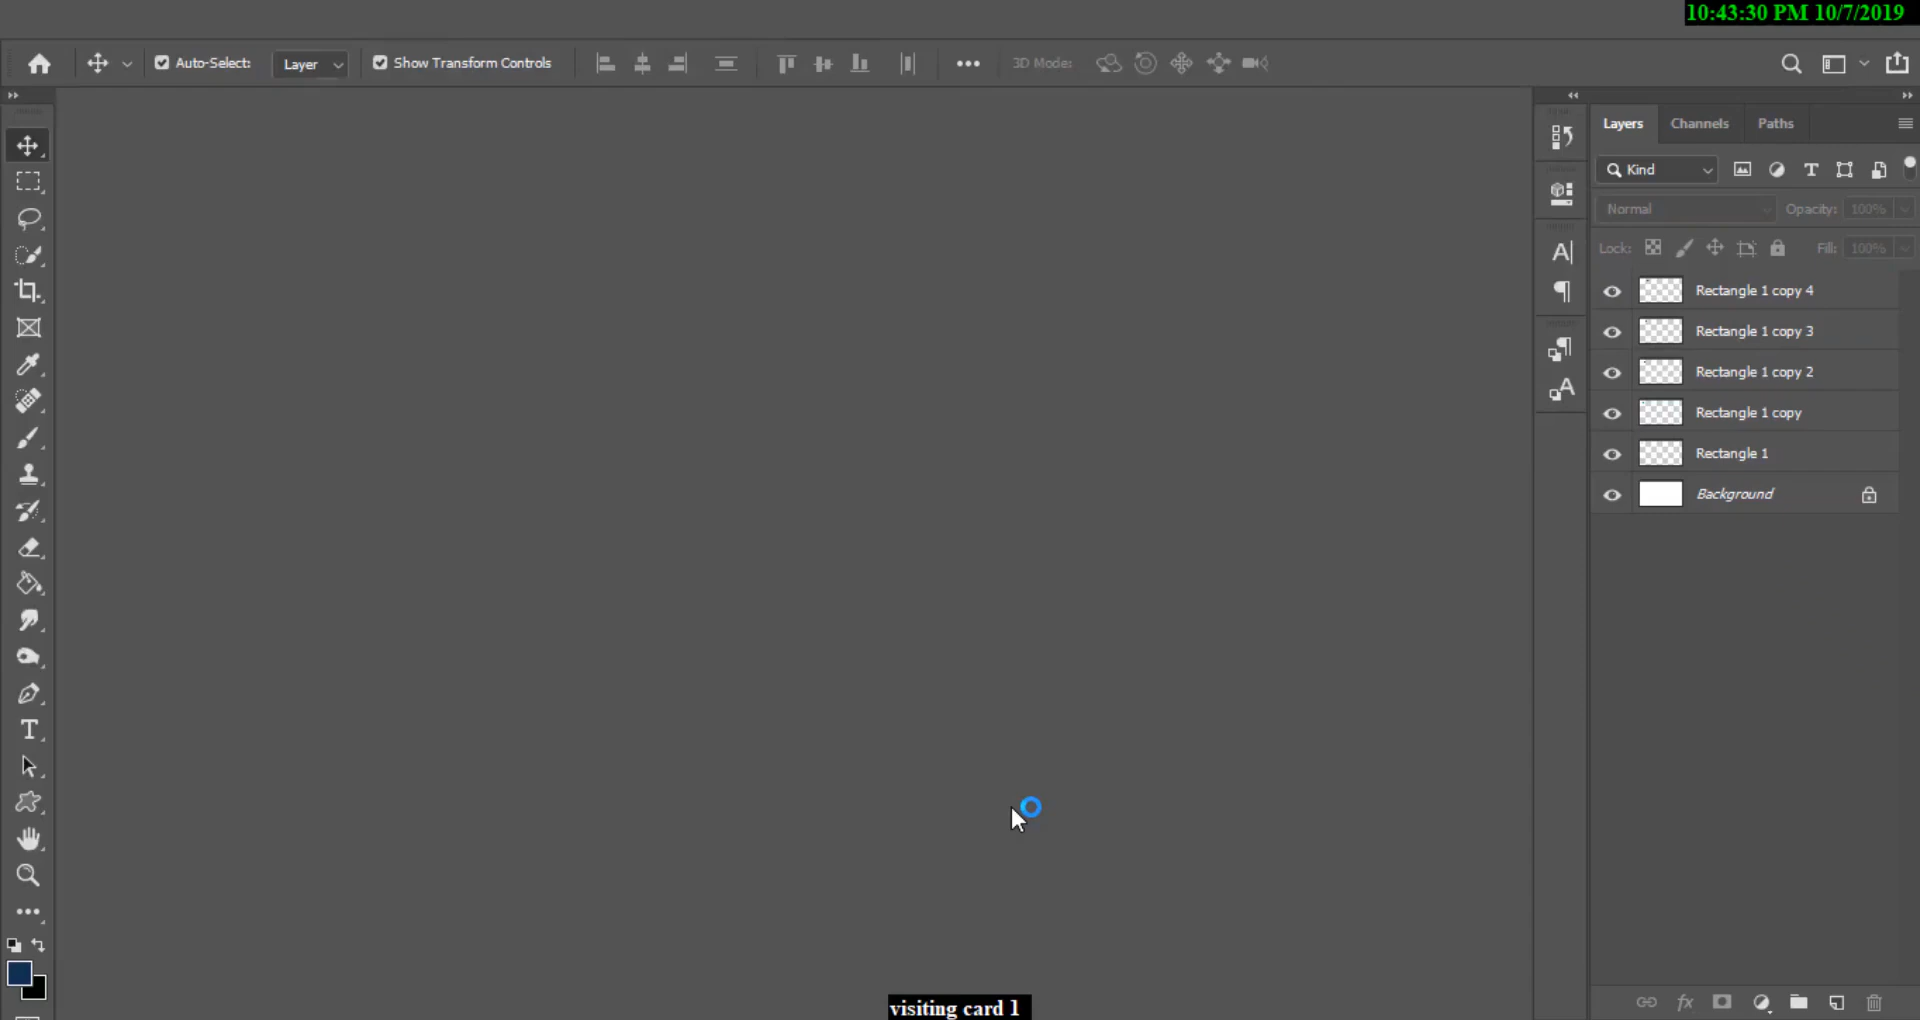 10:43:30 PM 10/7/2019
Auto-Select:
Layer
Show Transform Controls
3D Mode:
Layers
Channels
Paths
Kind
Normal
Opacity: 100%
Lock:
Fill: 100%
Rectangle 1 copy 4
Rectangle 1 copy 3
Rectangle 1 copy 2
Rectangle 1 copy
Rectangle 1
Background
visiting card 1